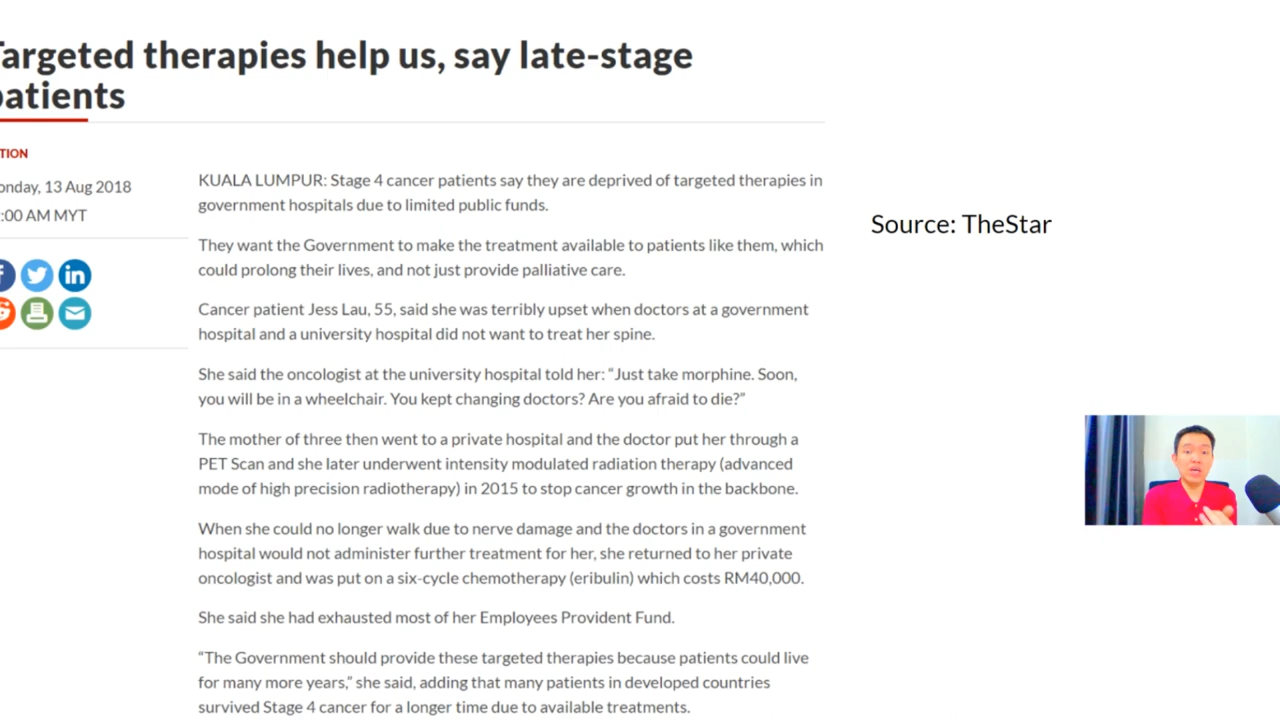 Targeted therapies help us, say late-stage
patients
TION
onday, 13 Aug 2018
:00 AM MYT
KUALA LUMPUR: Stage 4 cancer patients say they are deprived of targeted therapies in
government hospitals due to limited public funds.
They want the Government to make the treatment available to patients like them, which
could prolong their lives, and not just provide palliative care.
Cancer patient Jess Lau, 55, said she was terribly upset when doctors at a government
hospital and a university hospital did not want to treat her spine.
She said the oncologist at the university hospital told her: “Just take morphine. Soon,
you will be in a wheelchair. You kept changing doctors? Are you afraid to die?”
The mother of three then went to a private hospital and the doctor put her through a
PET Scan and she later underwent intensity modulated radiation therapy (advanced
mode of high precision radiotherapy) in 2015 to stop cancer growth in the backbone.
When she could no longer walk due to nerve damage and the doctors in a government
hospital would not administer further treatment for her, she returned to her private
oncologist and was put on a six-cycle chemotherapy (eribulin) which costs RM40,000.
She said she had exhausted most of her Employees Provident Fund.
“The Government should provide these targeted therapies because patients could live
for many more years,” she said, adding that many patients in developed countries
survived Stage 4 cancer for a longer time due to available treatments.
Source: TheStar